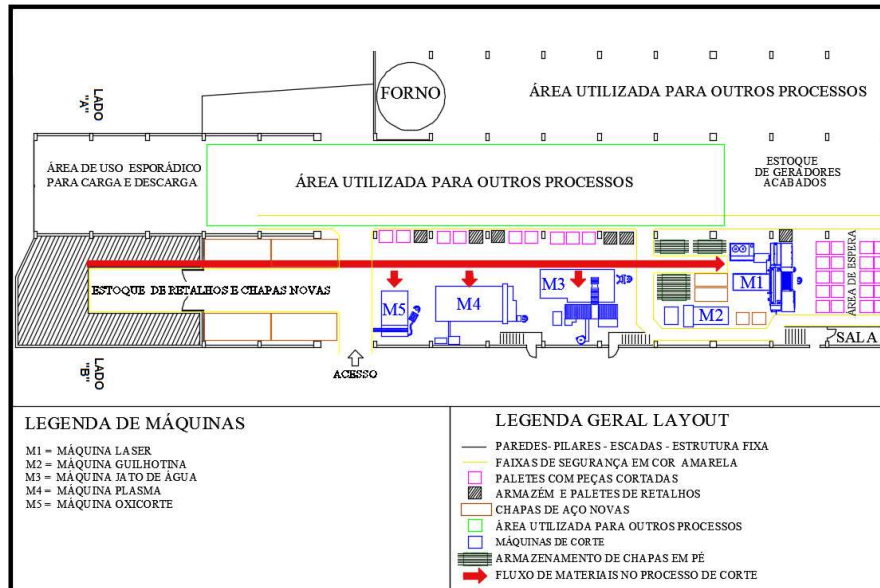 FORNO
ÁREA UTILIZADA PARA OUTROS PROCESSOS
LADO
"A"
ÁREA DE USO ESPORÁDICO
PARA CARGA E DESCARGA
ÁREA UTILIZADA PARA OUTROS PROCESSOS
ESTOQUE
DE GERADORES
ACABADOS
ESTOQUE DE RETALHOS E CHAPAS NOVAS
M5
M4
M3
M1
M2
ÁREA DE ESPERA
SALA
LADO
"B"
ACESSO
LEGENDA DE MÁQUINAS
M1 = MÁQUINA LASER
M2 = MÁQUINA GUILHOTINA
M3 = MÁQUINA JATO DE ÁGUA
M4 = MÁQUINA PLASMA
M5 = MÁQUINA OXICORTE
LEGENDA GERAL LAYOUT
PAREDES- PILARES - ESCADAS - ESTRUTURA FIXA
FAIXAS DE SEGURANÇA EM COR AMARELA
PALETES COM PEÇAS CORTADAS
ARMAZÉM E PALETES DE RETALHOS
CHAPAS DE AÇO NOVAS
ÁREA UTILIZADA PARA OUTROS PROCESSOS
MÁQUINAS DE CORTE
ARMAZENAMENTO DE CHAPAS EM PÉ
FLUXO DE MATERIAIS NO PROCESSO DE CORTE